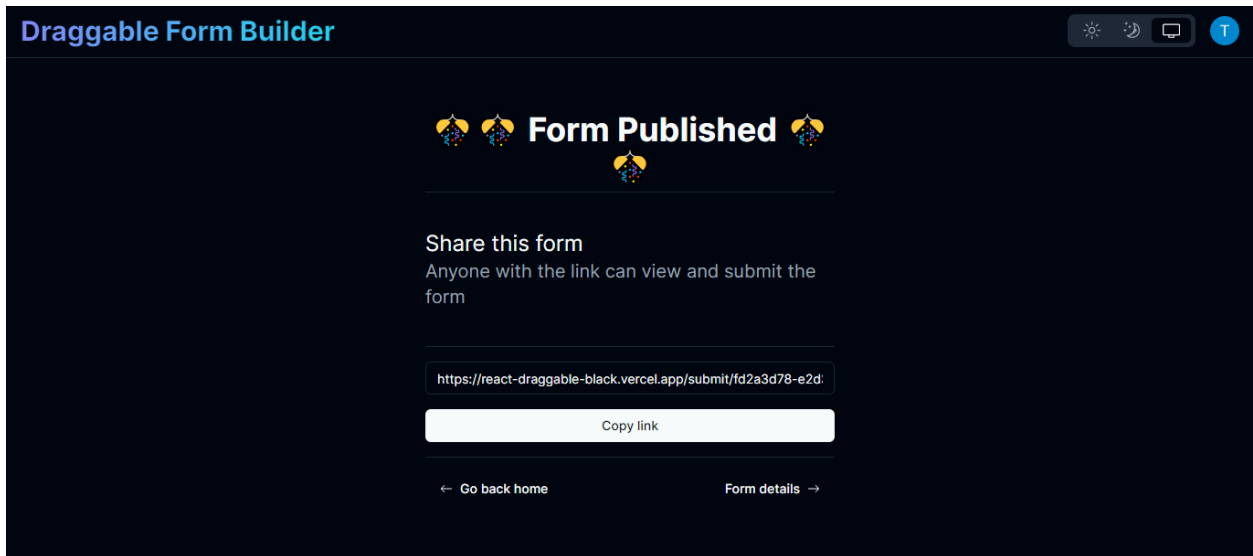 Draggable Form Builder
T
🎊 🎊 Form Published 🎊
🎊
Share this form
Anyone with the link can view and submit the
form
https://react-draggable-black.vercel.app/submit/fd2a3d78-e2d
Copy link
← Go back home
Form details →